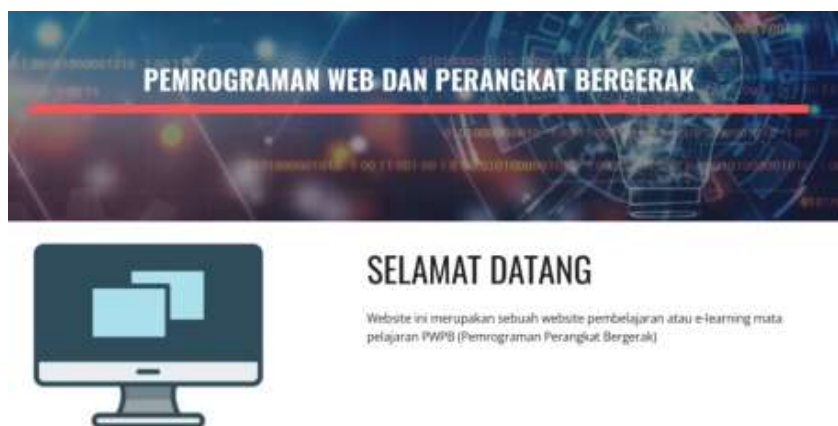 PEMROGRAMAN WEB DAN PERANGKAT BERGERAK
SELAMAT DATANG
Website ini merupakan sebuah website pembelajaran atau e-learning mata
pelajaran PWPB (Pemrograman Perangkat Bergerak)